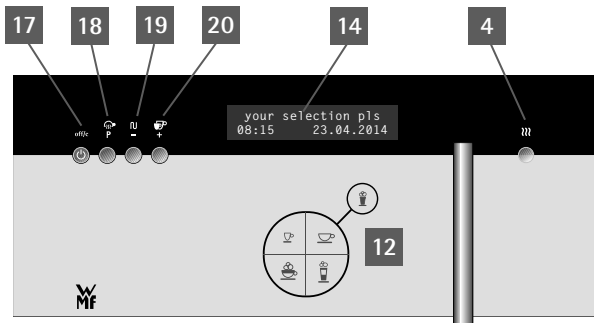 17 18 19 20 14 4
your selection pls
08:15 23.04.2014
off/c P - +
12
WMF